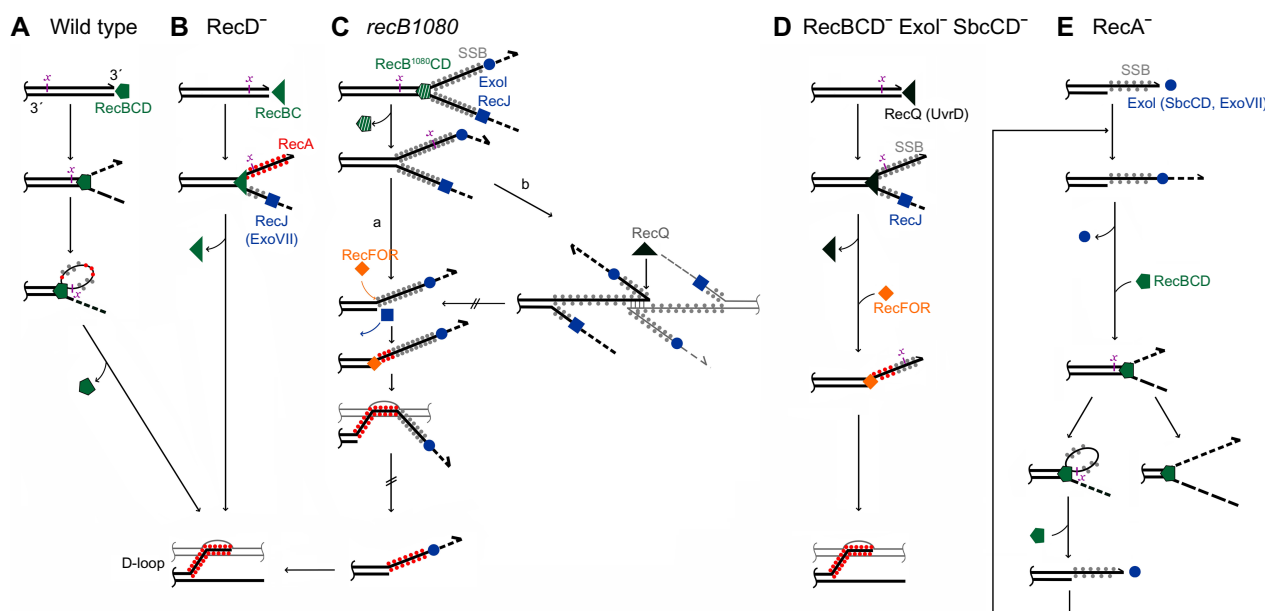 A Wild type
3´
x
3´
RecBCD
x
x
B RecD⁻
x
RecBC
RecA
x
RecJ
(ExoVII)
C recB1080
RecB¹⁰⁸⁰CD
SSB
x
ExoI
RecJ
x
a
b
RecFOR
RecQ
D-loop
D RecBCD⁻ ExoI⁻ SbcCD⁻
x
RecQ (UvrD)
SSB
x
RecJ
RecFOR
x
E RecA⁻
SSB
ExoI (SbcCD, ExoVII)
RecBCD
x
x